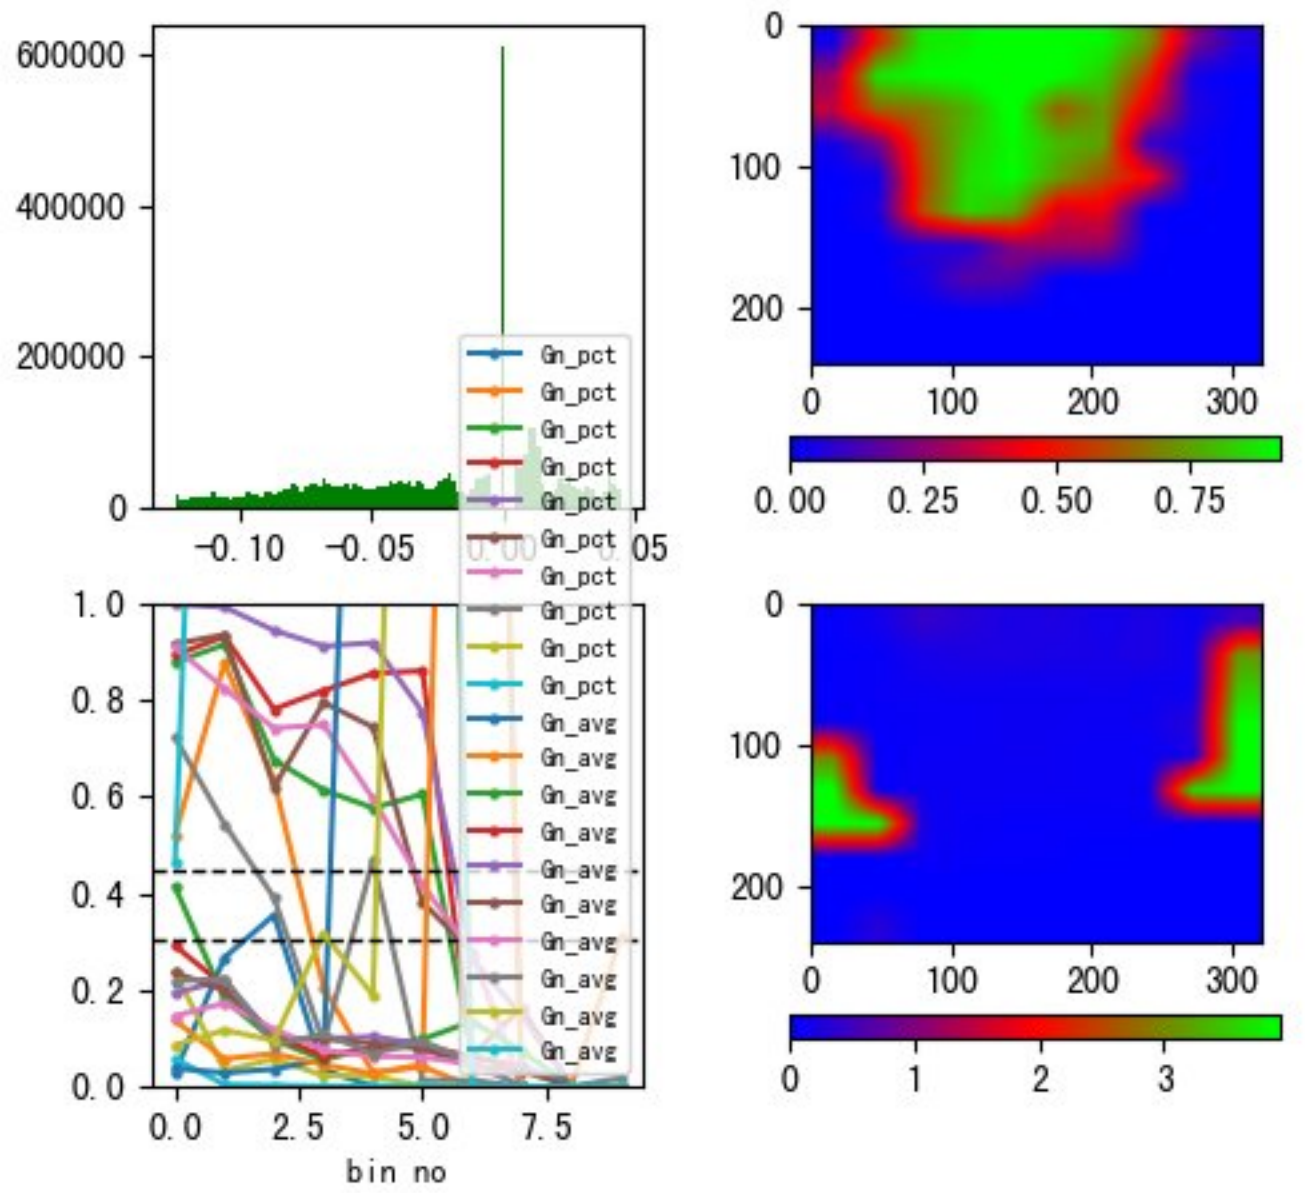 600000
400000
200000
0
-0.10 -0.05 0.00 0.05
0
100
200
0 100 200 300
0.00 0.25 0.50 0.75
Gn_pct
Gn_pct
Gn_pct
Gn_pct
Gn_pct
Gn_pct
Gn_pct
Gn_pct
Gn_pct
Gn_pct
Gn_avg
Gn_avg
Gn_avg
Gn_avg
Gn_avg
Gn_avg
Gn_avg
Gn_avg
Gn_avg
Gn_avg
1.0
0.8
0.6
0.4
0.2
0.0
0.0 2.5 5.0 7.5
bin no
0
100
200
0 100 200 300
0 1 2 3